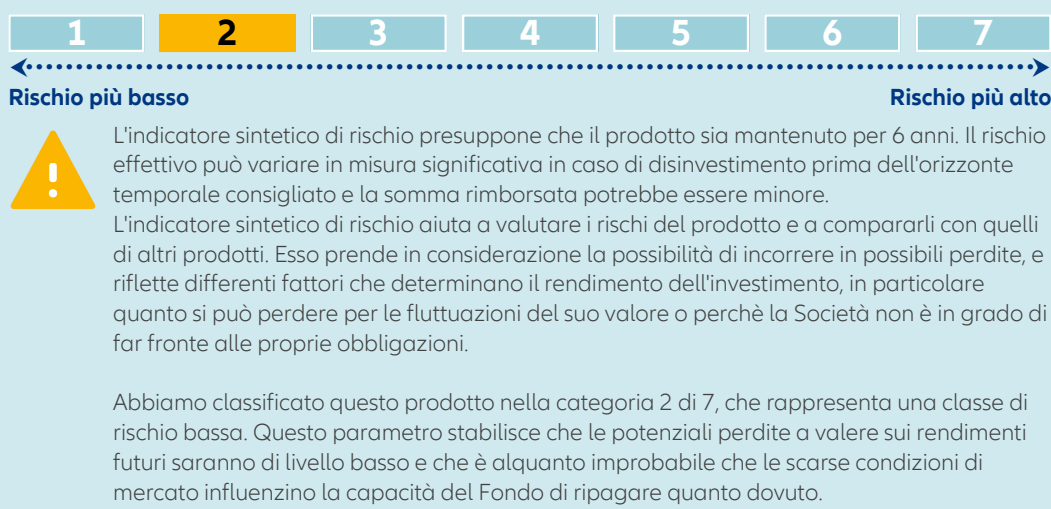 1 2 3 4 5 6 7
Rischio più basso Rischio più alto
L'indicatore sintetico di rischio presuppone che il prodotto sia mantenuto per 6 anni. Il rischio
effettivo può variare in misura significativa in caso di disinvestimento prima dell'orizzonte
temporale consigliato e la somma rimborsata potrebbe essere minore.
L'indicatore sintetico di rischio aiuta a valutare i rischi del prodotto e a compararli con quelli
di altri prodotti. Esso prende in considerazione la possibilità di incorrere in possibili perdite, e
riflette differenti fattori che determinano il rendimento dell'investimento, in particolare
quanto si può perdere per le fluttuazioni del suo valore o perchè la Società non è in grado di
far fronte alle proprie obbligazioni.
Abbiamo classificato questo prodotto nella categoria 2 di 7, che rappresenta una classe di
rischio bassa. Questo parametro stabilisce che le potenziali perdite a valere sui rendimenti
futuri saranno di livello basso e che è alquanto improbabile che le scarse condizioni di
mercato influenzino la capacità del Fondo di ripagare quanto dovuto.